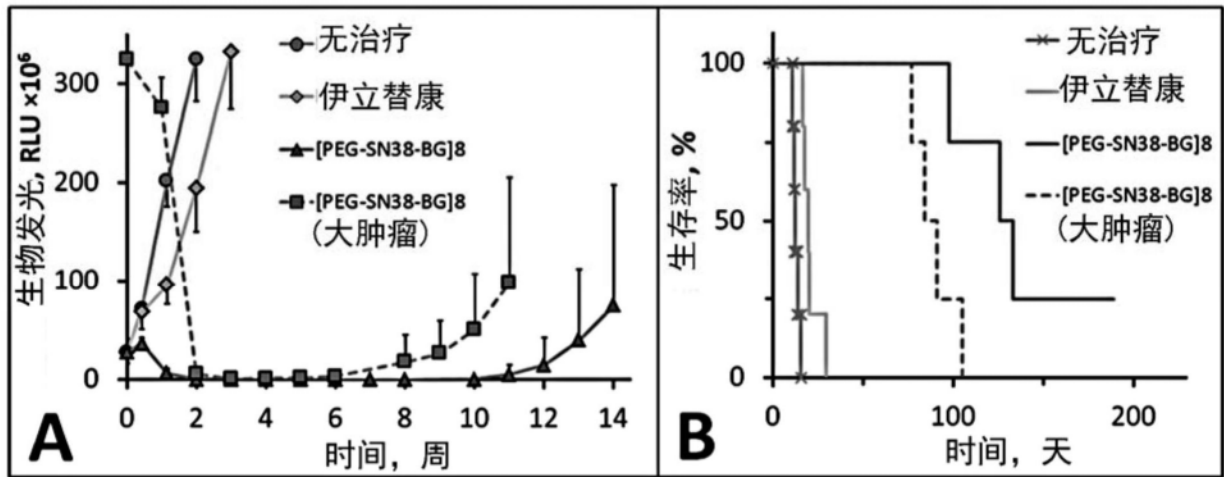 生物发光, RLU ×10⁶
300
200
100
0
0
2
4
6
8
10
12
14
时间，周
无治疗
伊立替康
[PEG-SN38-BG]8
[PEG-SN38-BG]8
(大肿瘤)
A
生存率, %
100
50
0
0
100
200
时间，天
无治疗
伊立替康
[PEG-SN38-BG]8
[PEG-SN38-BG]8
(大肿瘤)
B